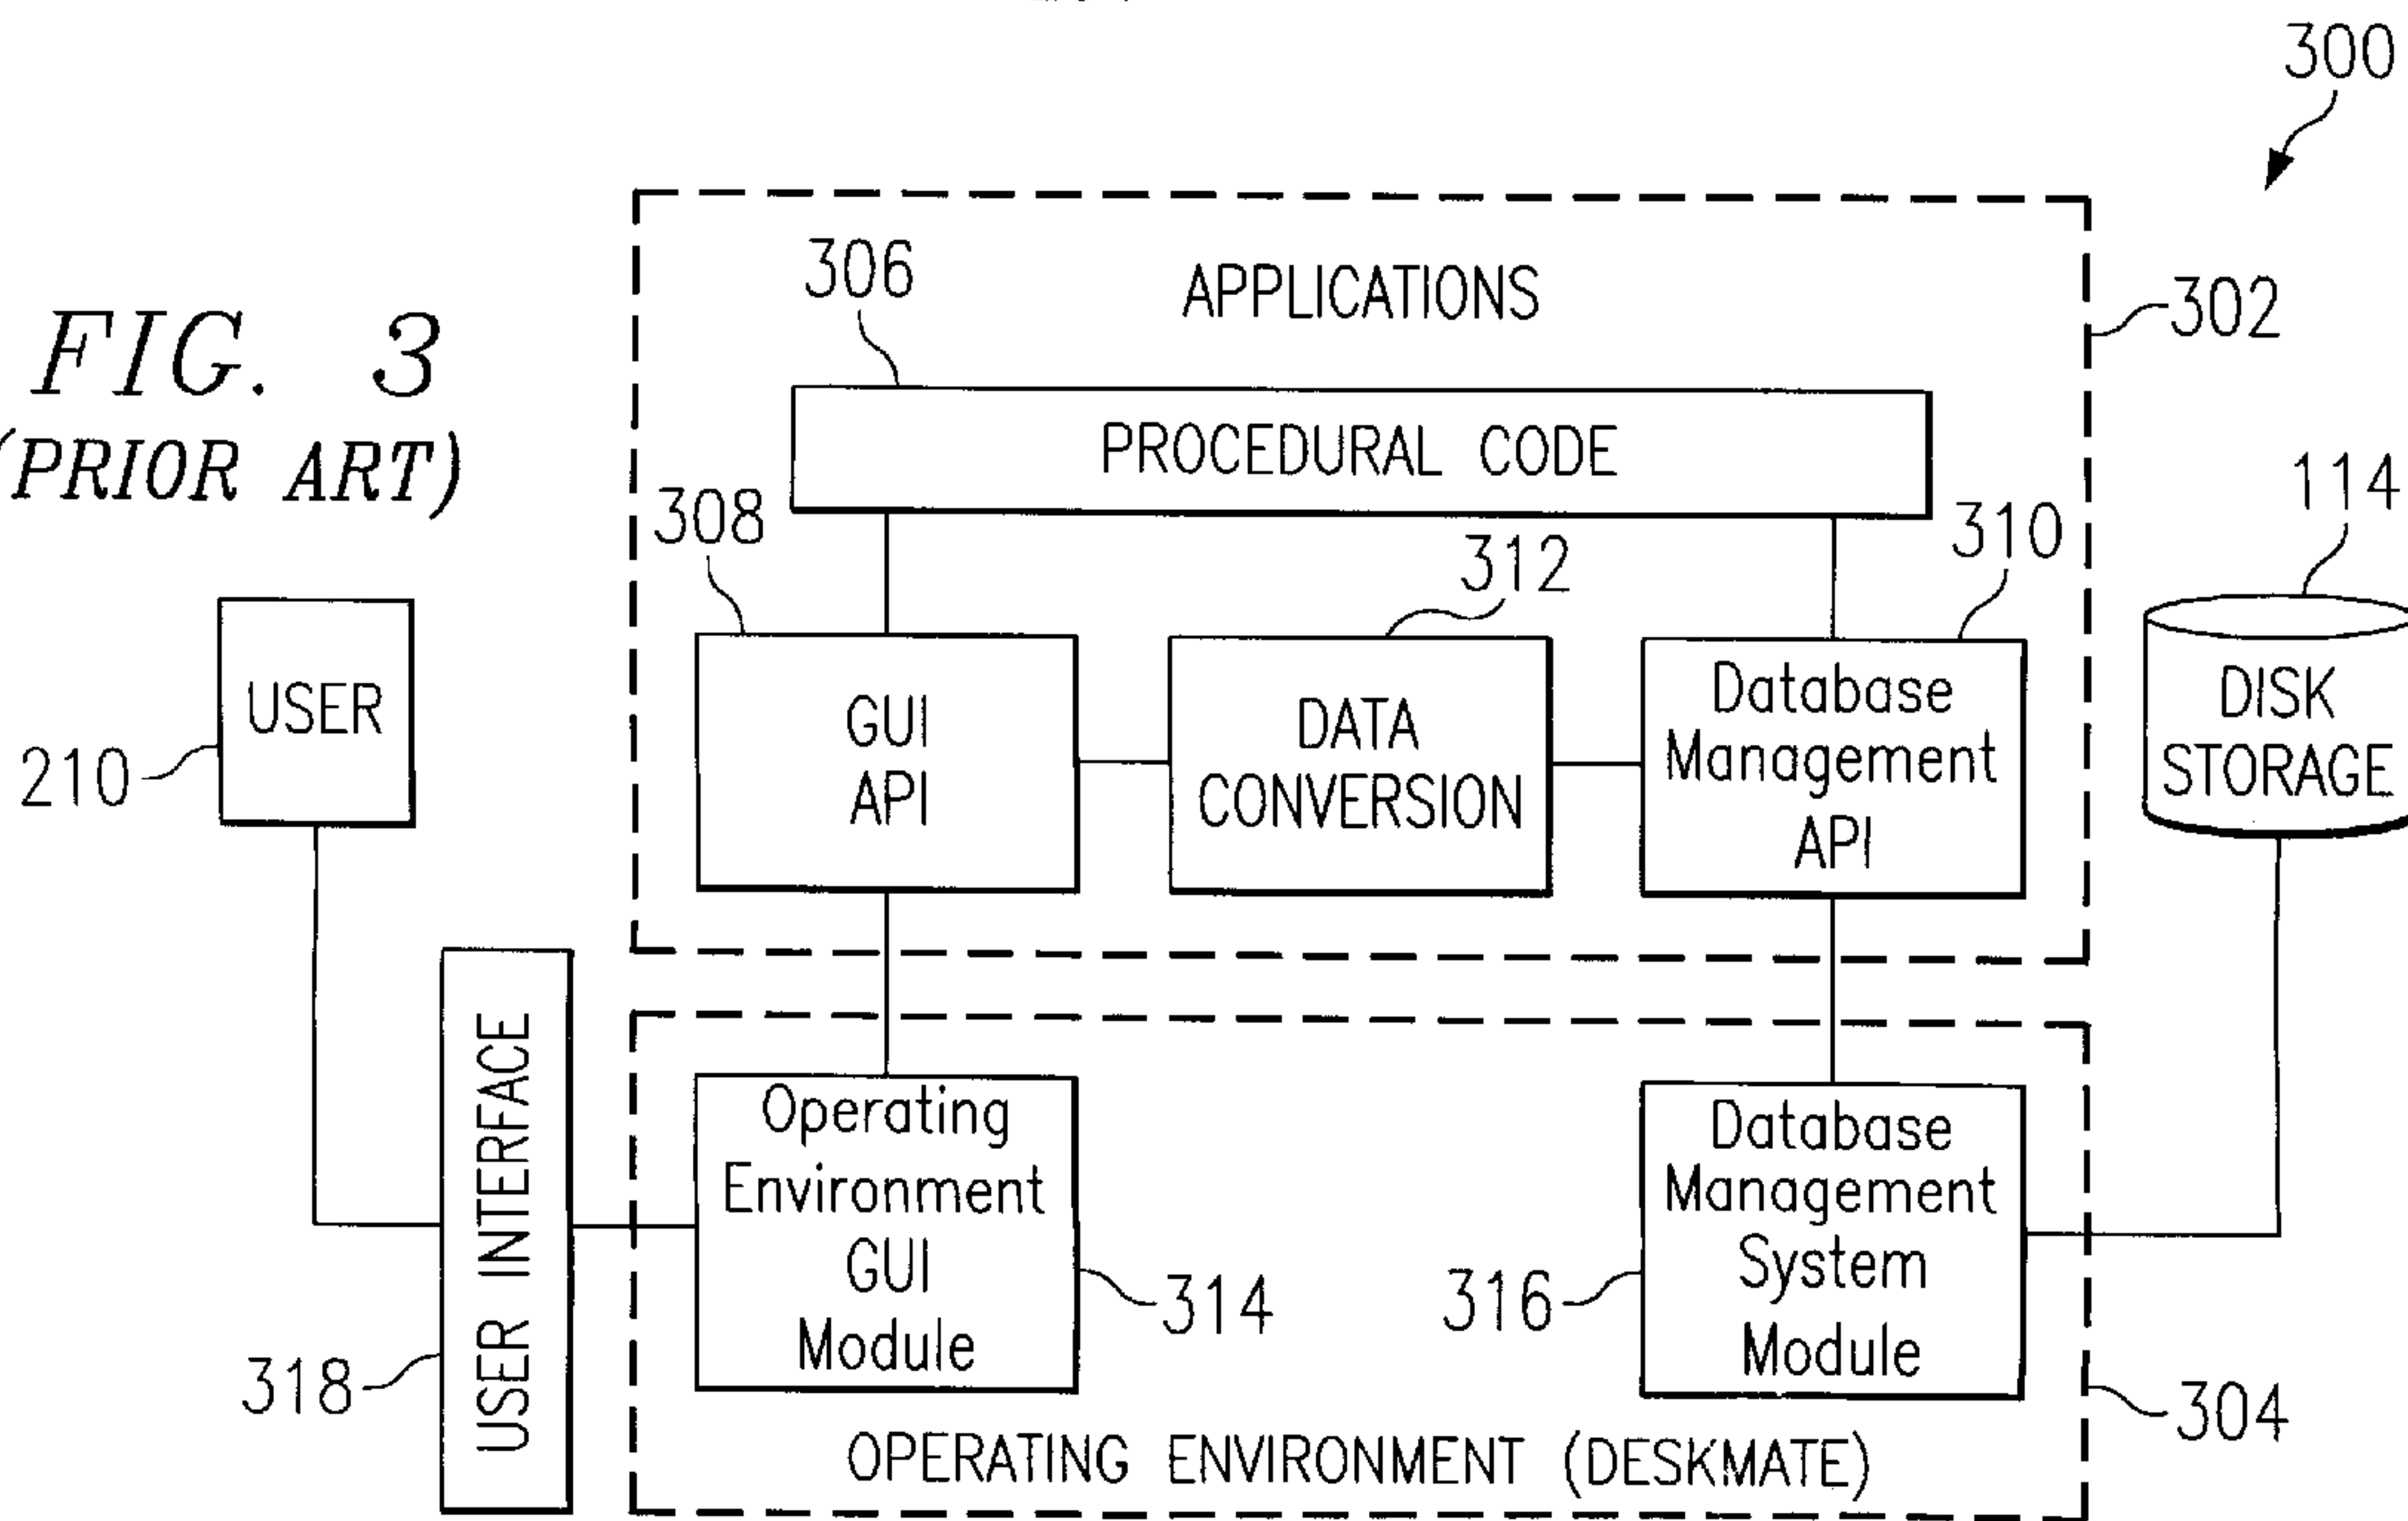 300
306
APPLICATIONS
302
FIG. 3
(PRIOR ART)
PROCEDURAL CODE
114
308
312
310
USER
210
GUI
API
DATA
CONVERSION
Database
Management
API
DISK
STORAGE
USER INTERFACE
318
Operating
Environment
GUI
Module
314
316
Database
Management
System
Module
304
OPERATING ENVIRONMENT (DESKMATE)